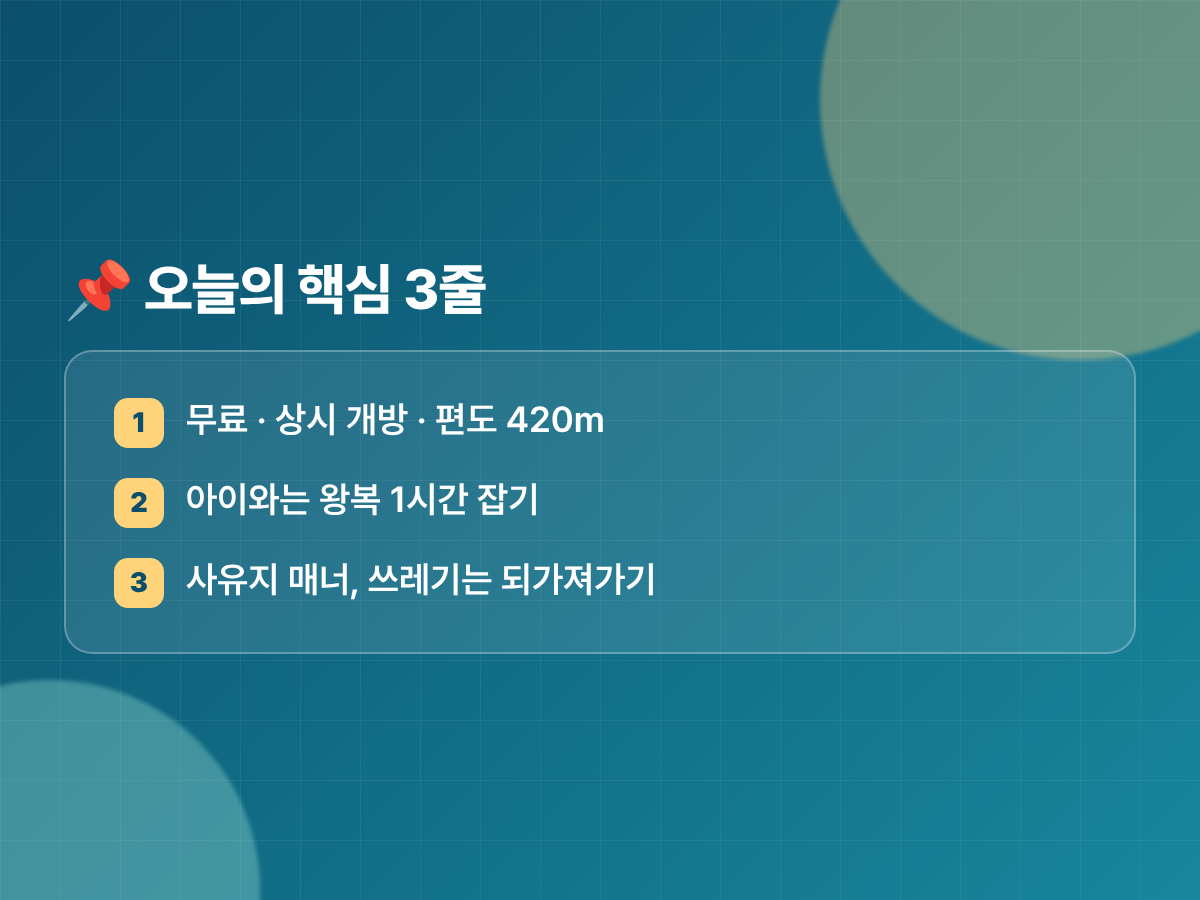 📌 오늘의 핵심 3줄
1 무료 · 상시 개방 · 편도 420m
2 아이와는 왕복 1시간 잡기
3 사유지 매너, 쓰레기는 되가져가기